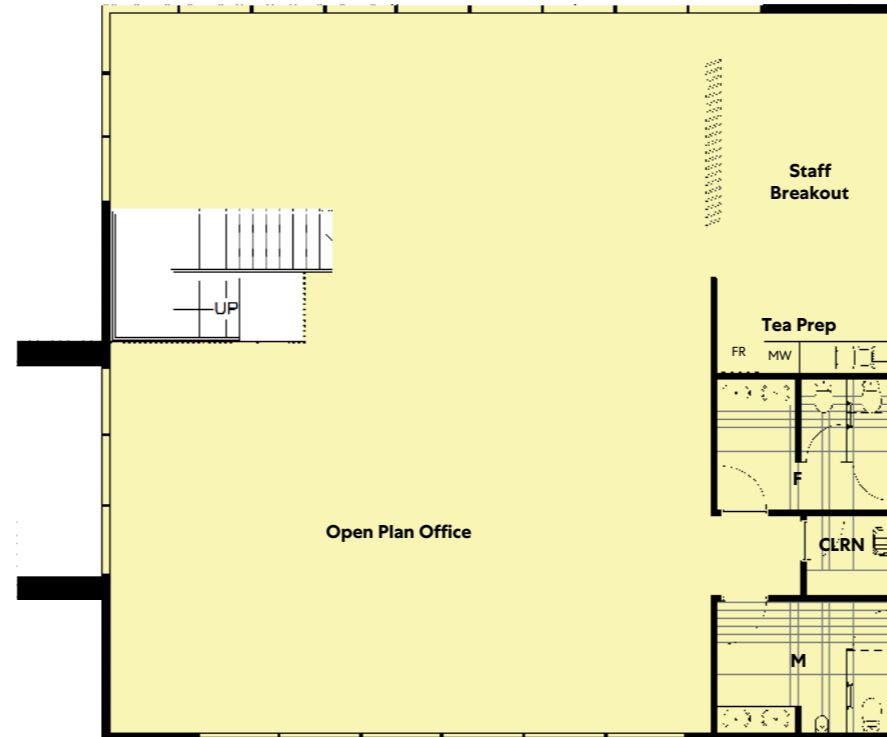 Staff
Breakout
UP
Tea Prep
FR
MW
F
Open Plan Office
CLRN
M